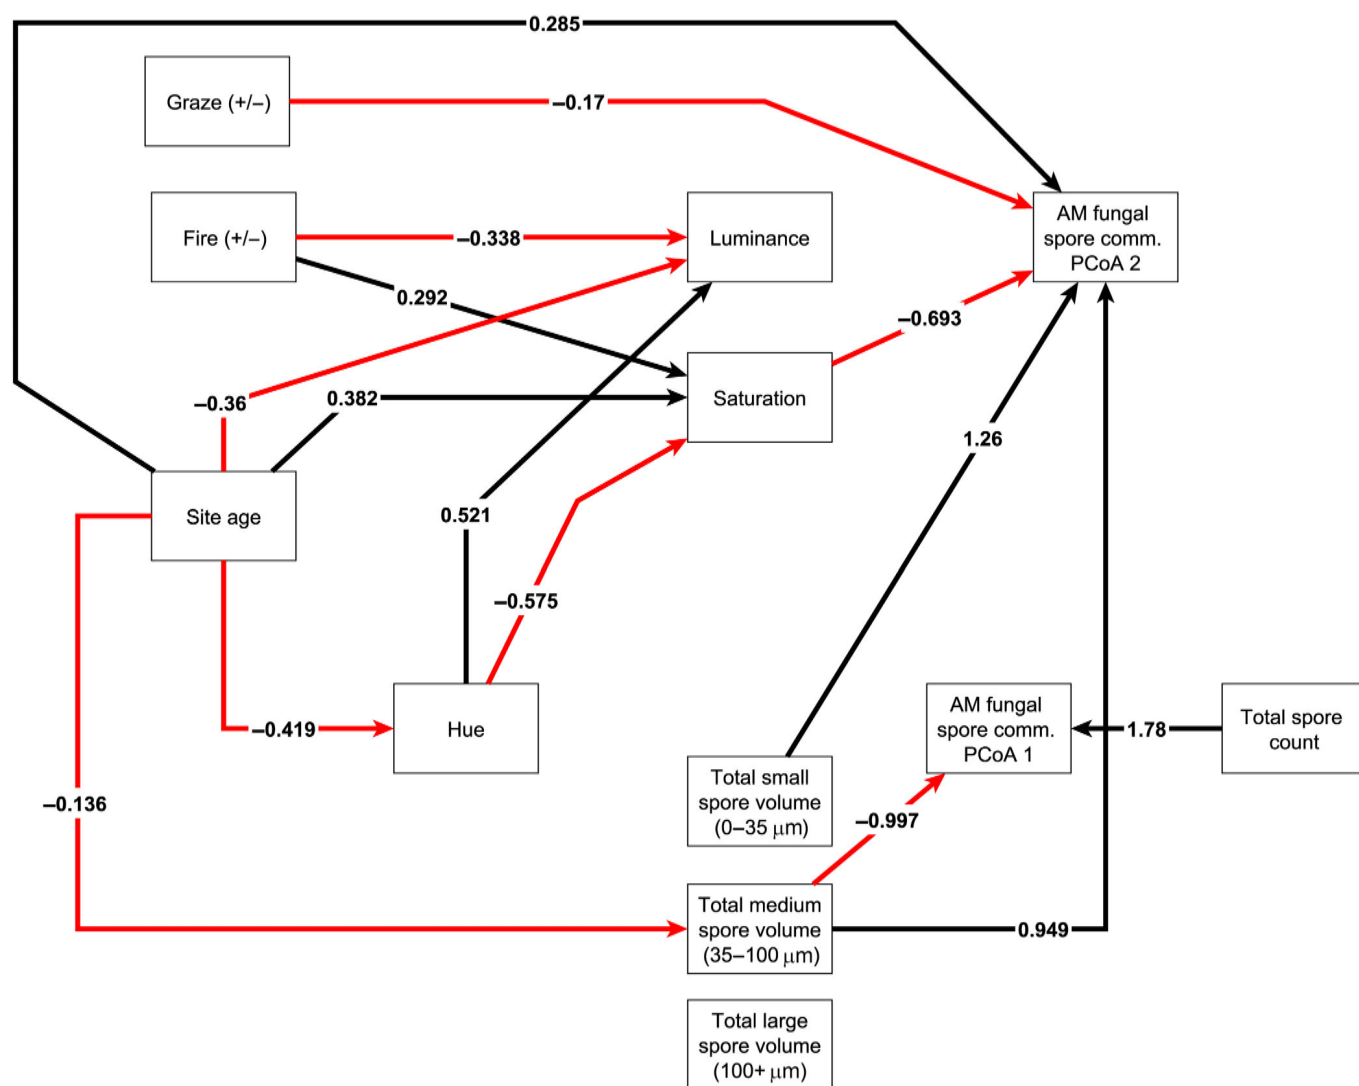 0.285
Graze (+/–)
–0.17
AM fungal
spore comm.
PCoA 2
Fire (+/–)
–0.338
Luminance
0.292
–0.693
–0.36
0.382
Saturation
1.26
Site age
0.521
–0.575
–0.419
Hue
AM fungal
spore comm.
PCoA 1
1.78
Total spore
count
Total small
spore volume
(0–35 µm)
–0.136
–0.997
Total medium
spore volume
(35–100 µm)
0.949
Total large
spore volume
(100+ µm)